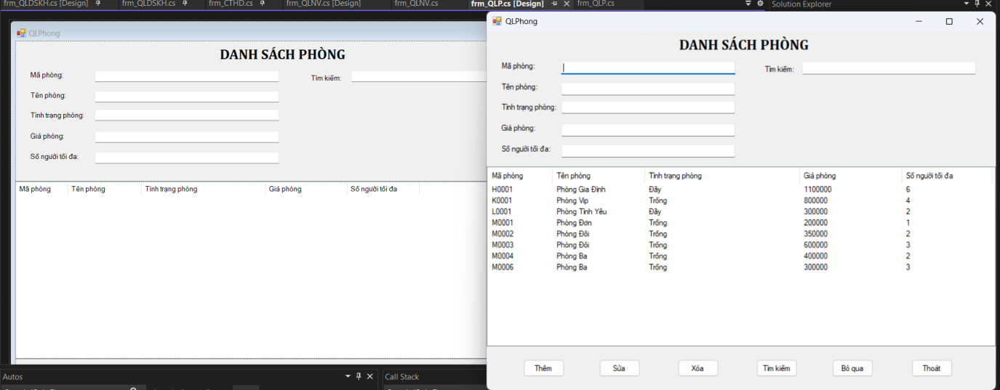 frm_QLDSKH.cs [Design] frm_QLDSKH.cs frm_CTHD.cs frm_QLNV.cs [Design] frm_QLNV.cs frm_QLP.cs [Design] frm_QLP.cs Solution Explorer
QLPhong
DANH SÁCH PHÒNG
Mã phòng:
Tìm kiếm:
Tên phòng:
Tình trạng phòng:
Giá phòng:
Số người tối đa:
Mã phòng Tên phòng Tình trạng phòng Giá phòng Số người tối đa
QLPhong
DANH SÁCH PHÒNG
Mã phòng:
Tìm kiếm:
Tên phòng:
Tình trạng phòng:
Giá phòng:
Số người tối đa:
Mã phòng Tên phòng Tình trạng phòng Giá phòng Số người tối đa
H0001 Phòng Gia Đình Đầy 1100000 6
K0001 Phòng Vip Trống 800000 4
L0001 Phòng Tình Yêu Đầy 300000 2
M0001 Phòng Đơn Trống 200000 1
M0002 Phòng Đôi Trống 350000 2
M0003 Phòng Đôi Trống 600000 3
M0004 Phòng Ba Trống 400000 2
M0006 Phòng Ba Trống 300000 3
Thêm Sửa Xóa Tìm kiếm Bỏ qua Thoát
Autos Call Stack